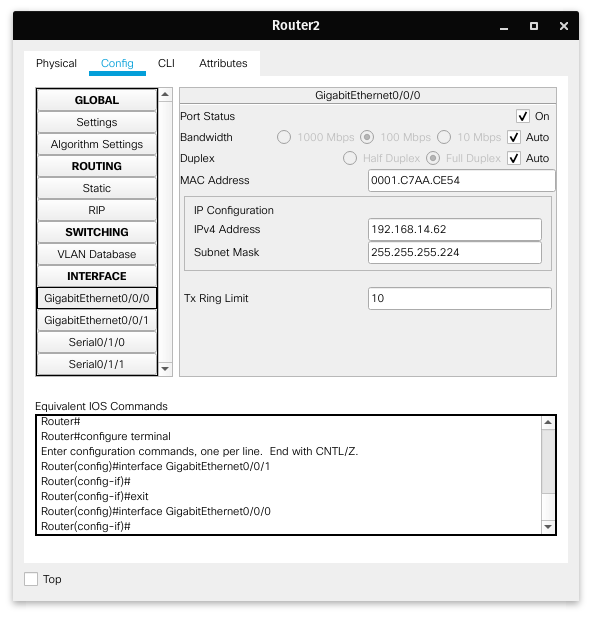 Router2
Physical Config CLI Attributes
GLOBAL
Settings
Algorithm Settings
ROUTING
Static
RIP
SWITCHING
VLAN Database
INTERFACE
GigabitEthernet0/0/0
GigabitEthernet0/0/1
Serial0/1/0
Serial0/1/1
GigabitEthernet0/0/0
Port Status On
Bandwidth 1000 Mbps 100 Mbps 10 Mbps Auto
Duplex Half Duplex Full Duplex Auto
MAC Address 0001.C7AA.CE54
IP Configuration
IPv4 Address 192.168.14.62
Subnet Mask 255.255.255.224
Tx Ring Limit 10
Equivalent IOS Commands
Router#
Router#configure terminal
Enter configuration commands, one per line. End with CNTL/Z.
Router(config)#interface GigabitEthernet0/0/1
Router(config-if)#
Router(config-if)#exit
Router(config)#interface GigabitEthernet0/0/0
Router(config-if)#
Top